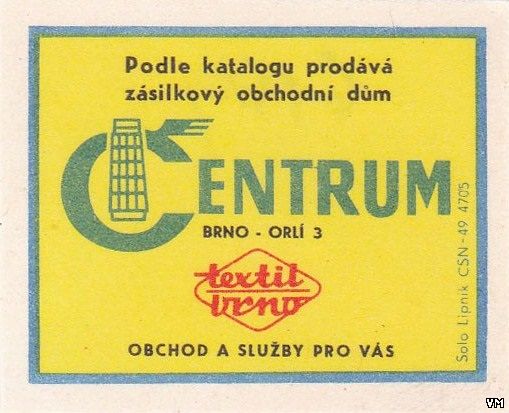 Podle katalogu prodává
zásilkový obchodní dům
CENTRUM
BRNO - ORLÍ 3
textil
brno
OBCHOD A SLUŽBY PRO VÁS
Solo Lipník ČSN-49 4705
VM